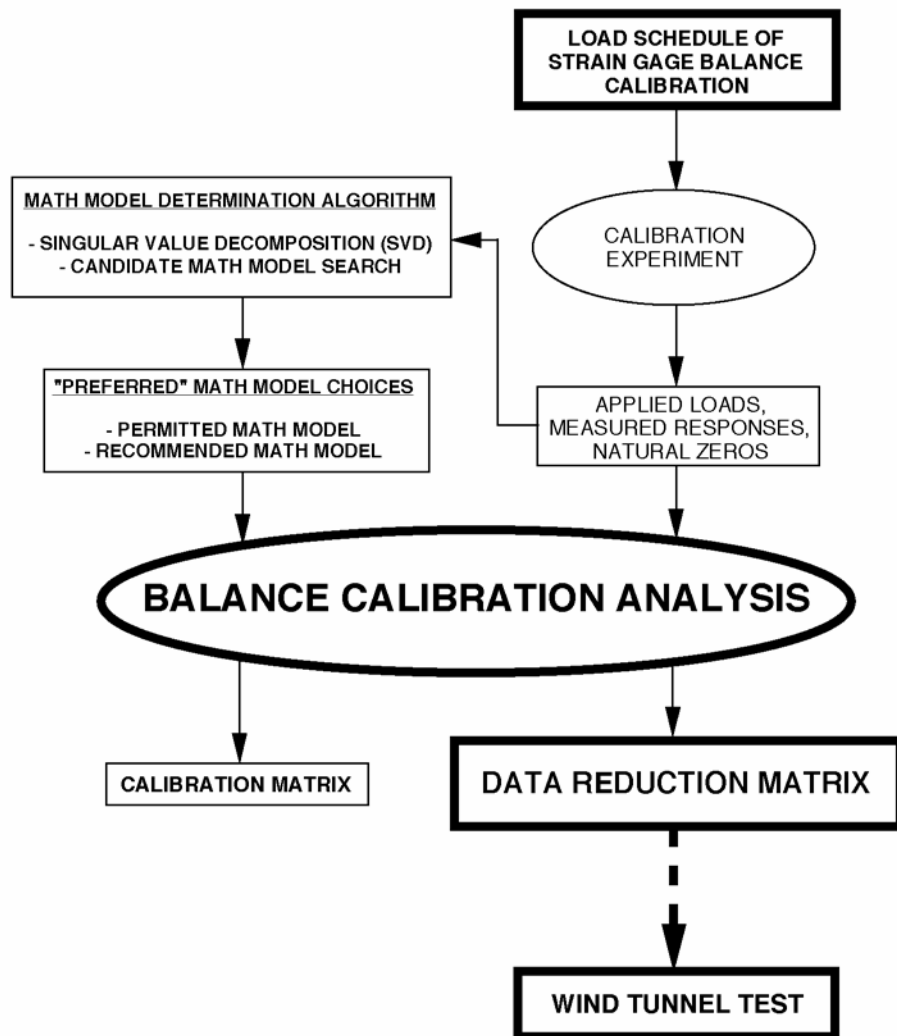 LOAD SCHEDULE OF
STRAIN GAGE BALANCE
CALIBRATION
MATH MODEL DETERMINATION ALGORITHM
- SINGULAR VALUE DECOMPOSITION (SVD)
- CANDIDATE MATH MODEL SEARCH
CALIBRATION
EXPERIMENT
"PREFERRED" MATH MODEL CHOICES
- PERMITTED MATH MODEL
- RECOMMENDED MATH MODEL
APPLIED LOADS,
MEASURED RESPONSES,
NATURAL ZEROS
BALANCE CALIBRATION ANALYSIS
CALIBRATION MATRIX
DATA REDUCTION MATRIX
WIND TUNNEL TEST